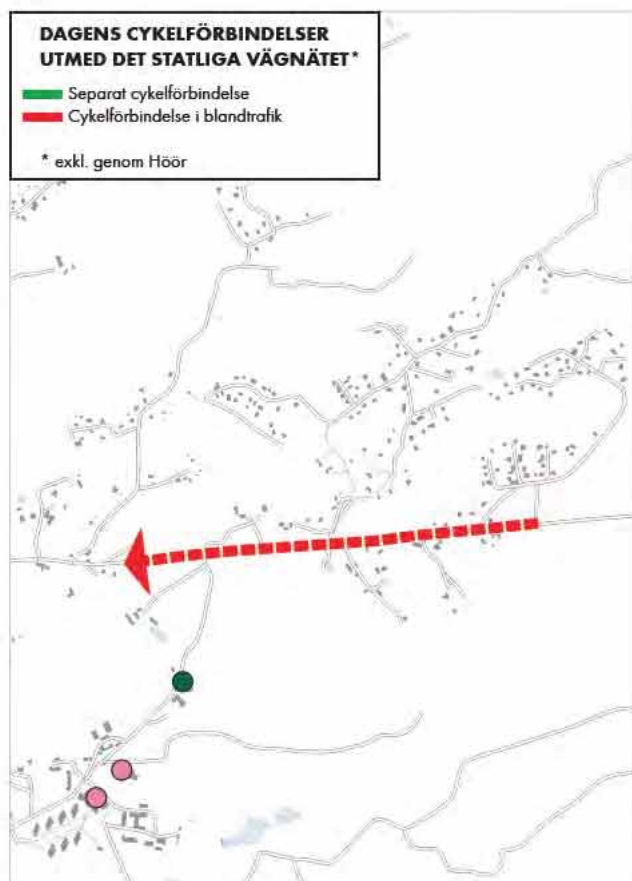 DAGENS CYKELFÖRBINDELSER
UTMED DET STATLIGA VÄGNÄTET*
Separat cykelförbindelse
Cykelförbindelse i blandtrafik
* exkl. genom Höör